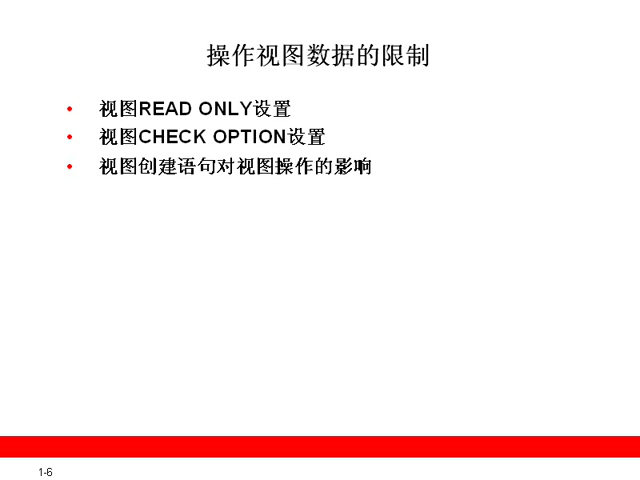 操作视图数据的限制
• 视图READ ONLY设置
• 视图CHECK OPTION设置
• 视图创建语句对视图操作的影响
1-6